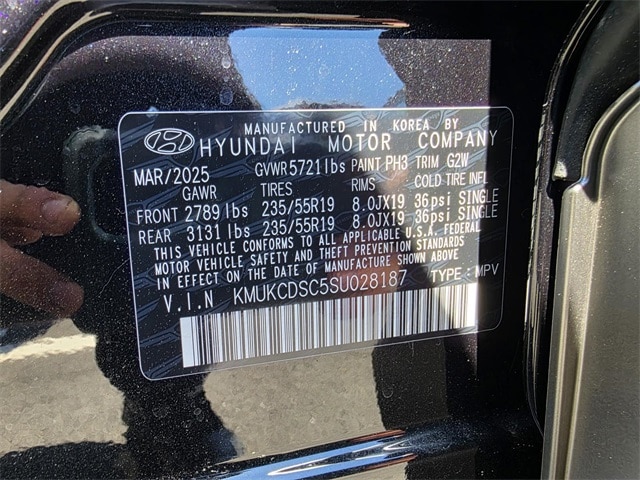 MANUFACTURED IN KOREA BY
HYUNDAI MOTOR COMPANY
MAR/2025 GVWR 5721 lbs PAINT PH3 TRIM G2W
GAWR TIRES RIMS COLD TIRE INFL
FRONT 2789 lbs 235/55R19 8.0JX19 36psi SINGLE
REAR 3131 lbs 235/55R19 8.0JX19 36psi SINGLE
THIS VEHICLE CONFORMS TO ALL APPLICABLE U.S.A. FEDERAL
MOTOR VEHICLE SAFETY AND THEFT PREVENTION STANDARDS
IN EFFECT ON THE DATE OF MANUFACTURE SHOWN ABOVE
V.I.N KMUKCDSC5SU028187 TYPE : MPV